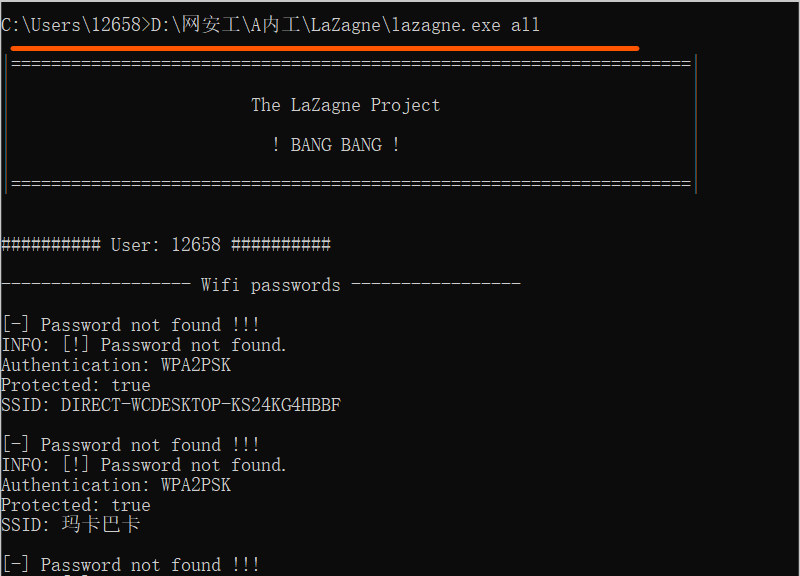 C:\Users\12658>D:\网安工\A内工\LaZagne\lazagne.exe all
|====================================================================|
The LaZagne Project
! BANG BANG !
|====================================================================|
########## User: 12658 ##########
------------------- Wifi passwords -----------------
[-] Password not found !!!
INFO: [!] Password not found.
Authentication: WPA2PSK
Protected: true
SSID: DIRECT-WCDESKTOP-KS24KG4HBBF
[-] Password not found !!!
INFO: [!] Password not found.
Authentication: WPA2PSK
Protected: true
SSID: 玛卡巴卡
[-] Password not found !!!